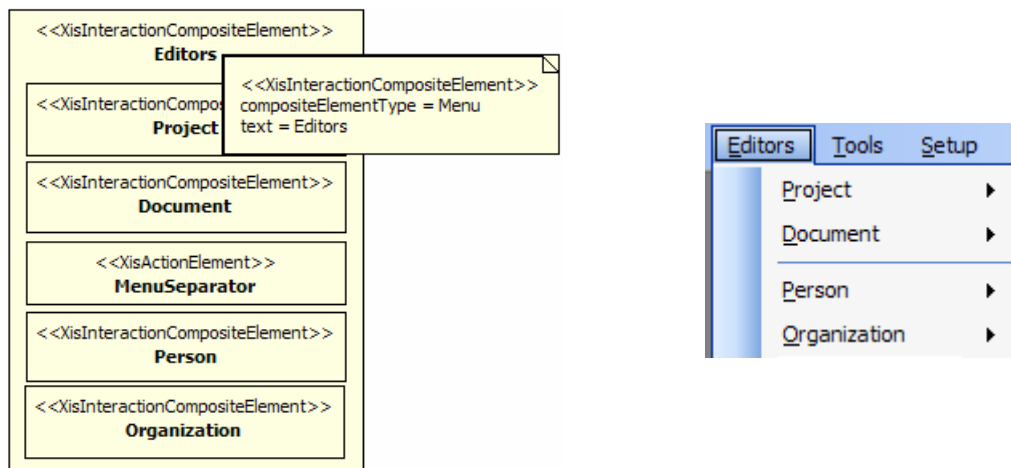 <<XisInteractionCompositeElement>>
Editors
<<XisInteractionCompositeElement>>
compositeElementType = Menu
text = Editors
<<XisInteractionCompos
Project
<<XisInteractionCompositeElement>>
Document
<<XisActionElement>>
MenuSeparator
<<XisInteractionCompositeElement>>
Person
<<XisInteractionCompositeElement>>
Organization
Editors Tools Setup
Project
Document
Person
Organization